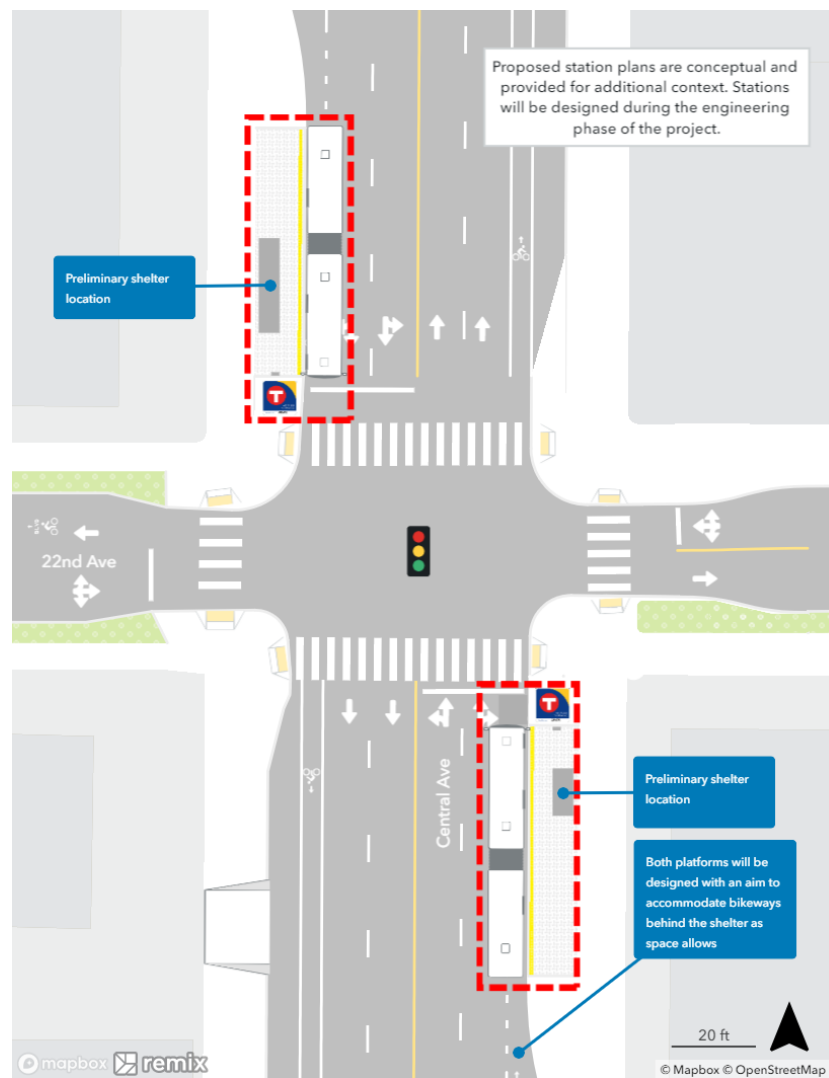 Proposed station plans are conceptual and
provided for additional context. Stations
will be designed during the engineering
phase of the project.
Preliminary shelter
location
T
22nd Ave
T
Central Ave
Preliminary shelter
location
Both platforms will be
designed with an aim to
accommodate bikeways
behind the shelter as
space allows
20 ft
mapbox remix
© Mapbox © OpenStreetMap